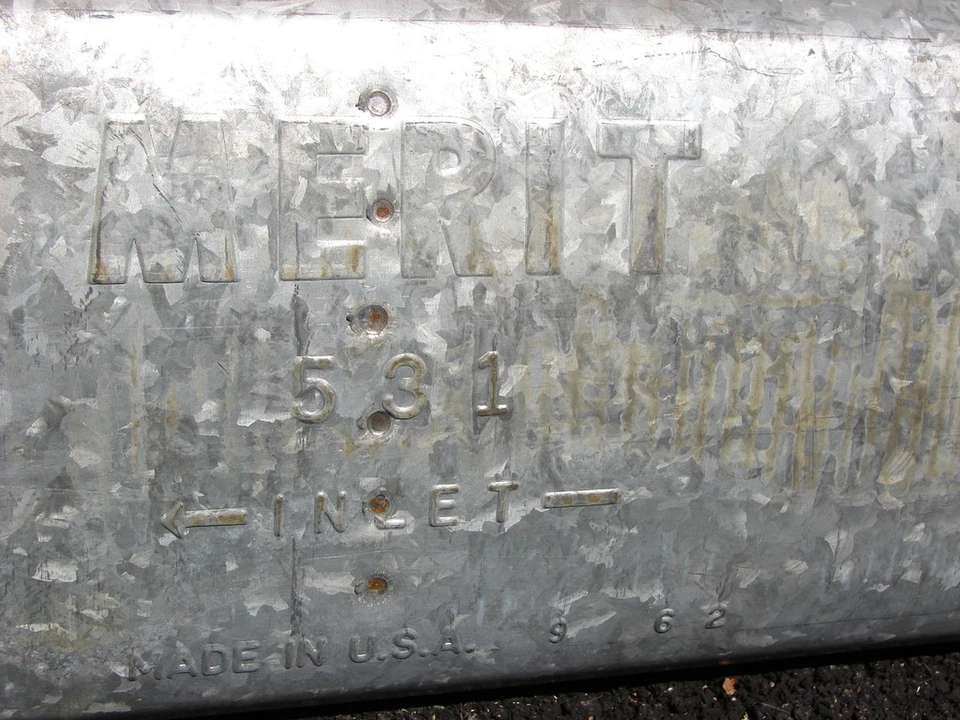 MERIT
531
← INLET —
MADE IN U.S.A. 9 62